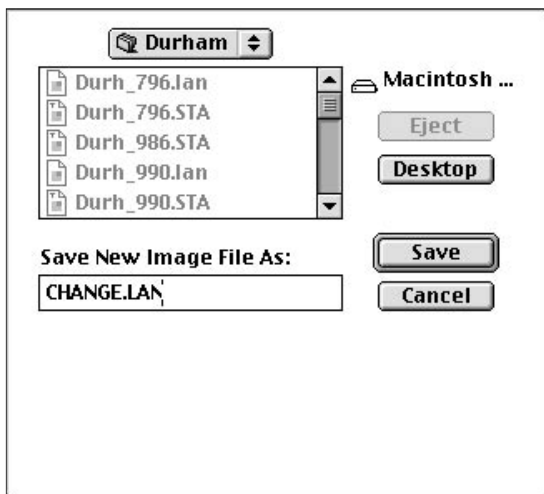 Durham
Durh_796.lan
Macintosh ...
Durh_796.STA
Eject
Durh_986.STA
Durh_990.lan
Desktop
Durh_990.STA
Save New Image File As:
Save
CHANGE.LAN
Cancel